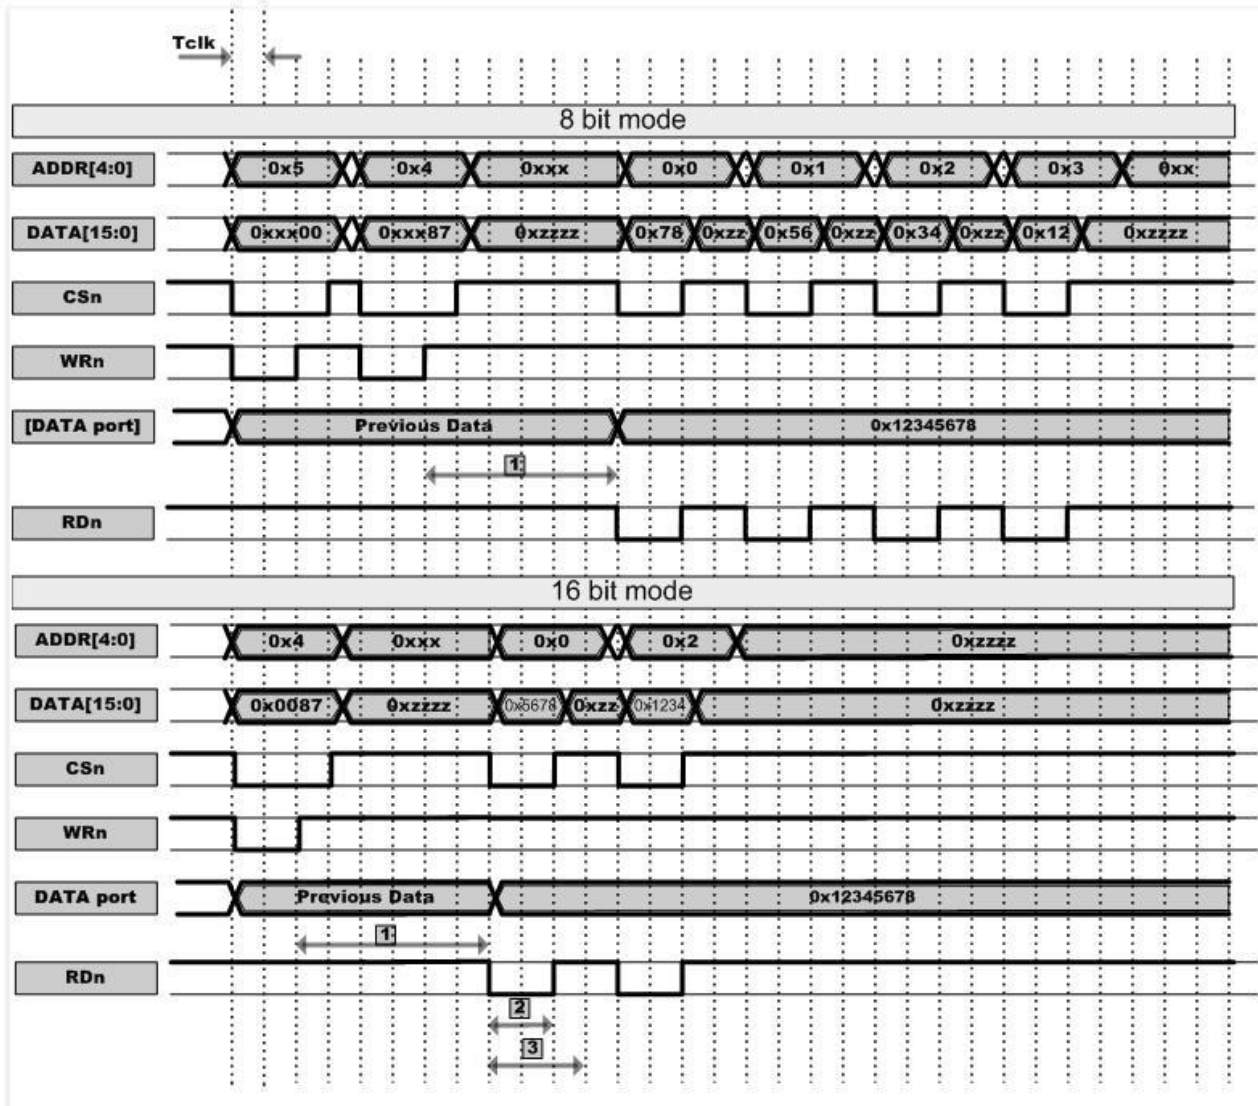 Tclk
8 bit mode
ADDR[4:0] 0x5 0x4 0xxx 0x0 0x1 0x2 0x3 0xx
DATA[15:0] 0xxx00 0xxx87 0xzzzz 0x78 0xzz 0x56 0xzz 0x34 0xzz 0x12 0xzzzz
CSn
WRn
[DATA port] Previous Data 0x12345678
1
RDn
16 bit mode
ADDR[4:0] 0x4 0xxx 0x0 0x2 0xzzzz
DATA[15:0] 0x0087 0xzzzz 0x5678 0xzz 0x1234 0xzzzz
CSn
WRn
DATA port Previous Data 0x12345678
1
RDn
2
3